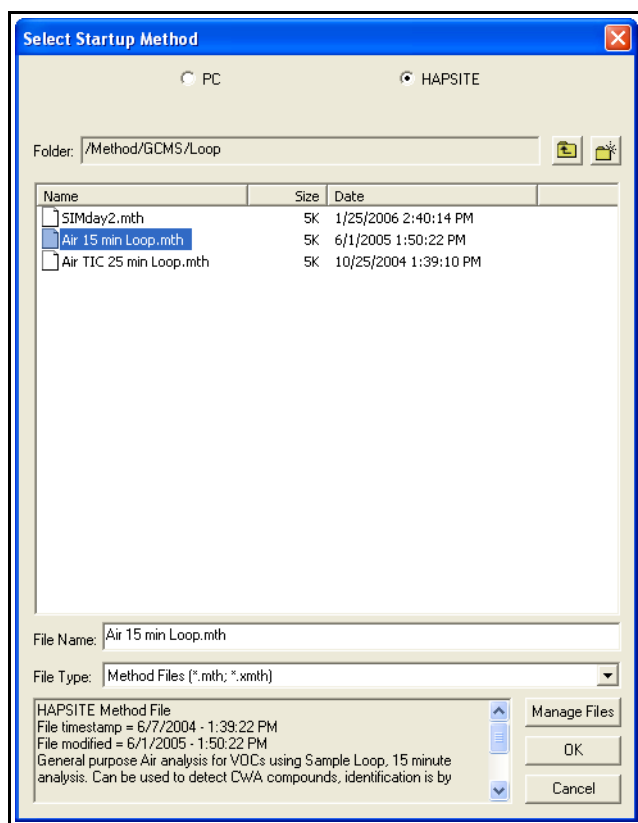 Select Startup Method
PC HAPSITE
Folder: /Method/GCMS/Loop
Name Size Date
SIMday2.mth 5K 1/25/2006 2:40:14 PM
Air 15 min Loop.mth 5K 6/1/2005 1:50:22 PM
Air TIC 25 min Loop.mth 5K 10/25/2004 1:39:10 PM
File Name: Air 15 min Loop.mth
File Type: Method Files (*.mth; *.xmth)
HAPSITE Method File
File timestamp = 6/7/2004 - 1:39:22 PM
File modified = 6/1/2005 - 1:50:22 PM
General purpose Air analysis for VOCs using Sample Loop, 15 minute
analysis. Can be used to detect CWA compounds, identification is by
Manage Files
OK
Cancel